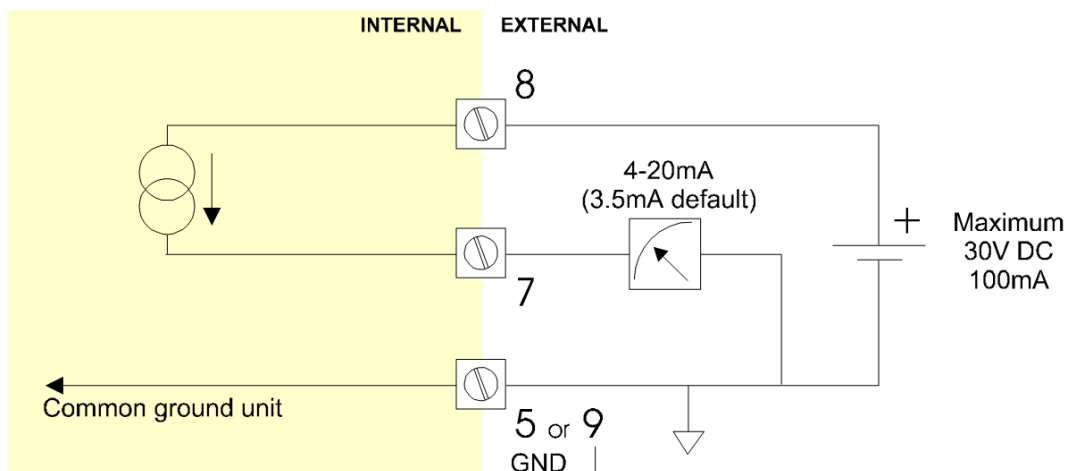 INTERNAL EXTERNAL
8
4-20mA
(3.5mA default)
+
Maximum
30V DC
100mA
7
Common ground unit
5 or 9
GND